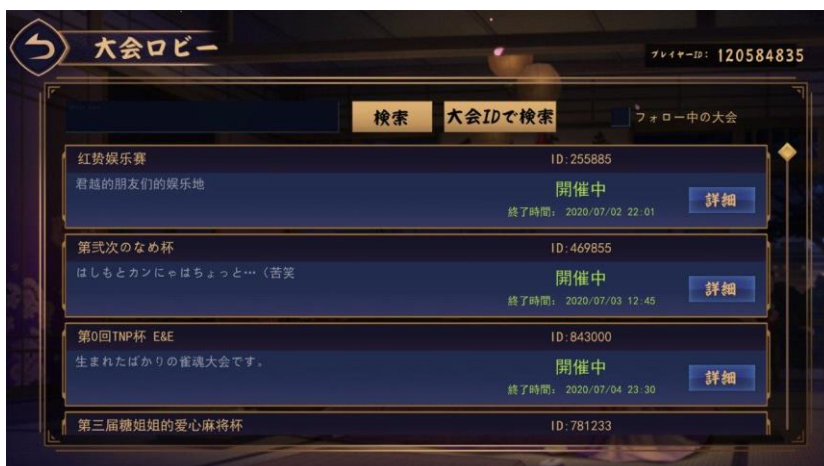 大会ロビー
プレイヤーID: 120584835
検索
大会IDで検索
フォロー中の大会
红贽娱乐赛
ID:255885
君越的朋友们的娱乐地
開催中
終了時間: 2020/07/02 22:01
詳細
第弐次のなめ杯
ID:469855
はしもとカンにゃはちょっと…（苦笑
開催中
終了時間: 2020/07/03 12:45
詳細
第0回TNP杯 E&E
ID:843000
生まれたばかりの雀魂大会です。
開催中
終了時間: 2020/07/04 23:30
詳細
第三届糖姐姐的爱心麻将杯
ID:781233